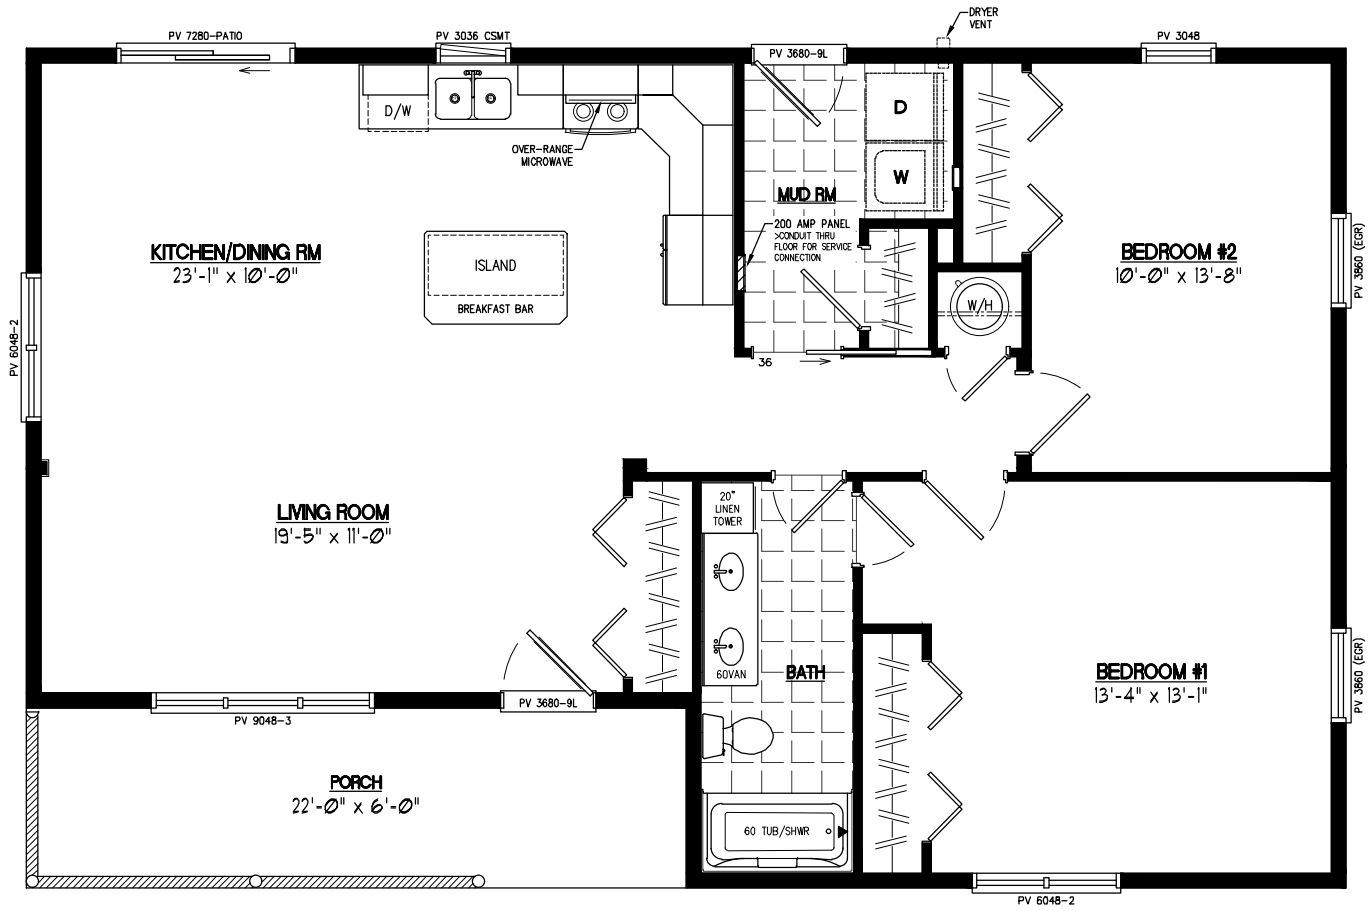 DRYER
VENT
PV 7280-PATIO
PV 3036 CSMT
PV 3680-9L
PV 3048
D/W
OVER-RANGE
MICROWAVE
D
W
MUD RM
200 AMP PANEL
>CONDUIT THRU
FLOOR FOR SERVICE
CONNECTION
KITCHEN/DINING RM
23'-1" x 10'-0"
ISLAND
BREAKFAST BAR
BEDROOM #2
10'-0" x 13'-8"
PV 3860 (EGR)
W/H
PV 6048-2
36
LIVING ROOM
19'-5" x 11'-0"
20"
LINEN
TOWER
60VAN
BATH
BEDROOM #1
13'-4" x 13'-1"
PV 3860 (EGR)
PV 9048-3
PV 3680-9L
PORCH
22'-0" x 6'-0"
60 TUB/SHWR
PV 6048-2